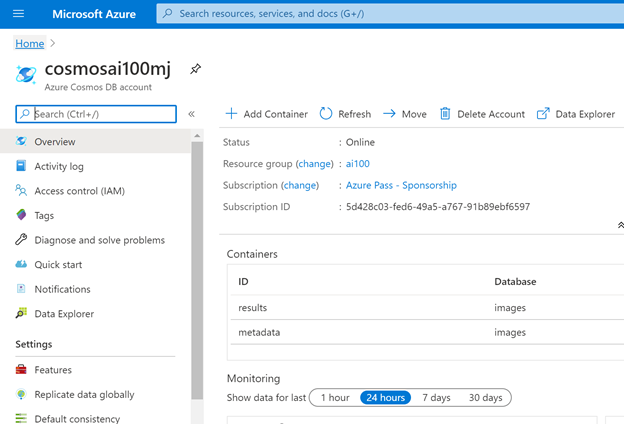 Microsoft Azure
Search resources, services, and docs (G+/)
Home >
cosmosai100mj
Azure Cosmos DB account
Search (Ctrl+/)
«
Overview
Activity log
Access control (IAM)
Tags
Diagnose and solve problems
Quick start
Notifications
Data Explorer
Settings
Features
Replicate data globally
Default consistency
Add Container
Refresh
Move
Delete Account
Data Explorer
Status : Online
Resource group (change) : ai100
Subscription (change) : Azure Pass - Sponsorship
Subscription ID : 5d428c03-fed6-49a5-a767-91b89ebf6597
Containers
ID Database
results images
metadata images
Monitoring
Show data for last 1 hour 24 hours 7 days 30 days